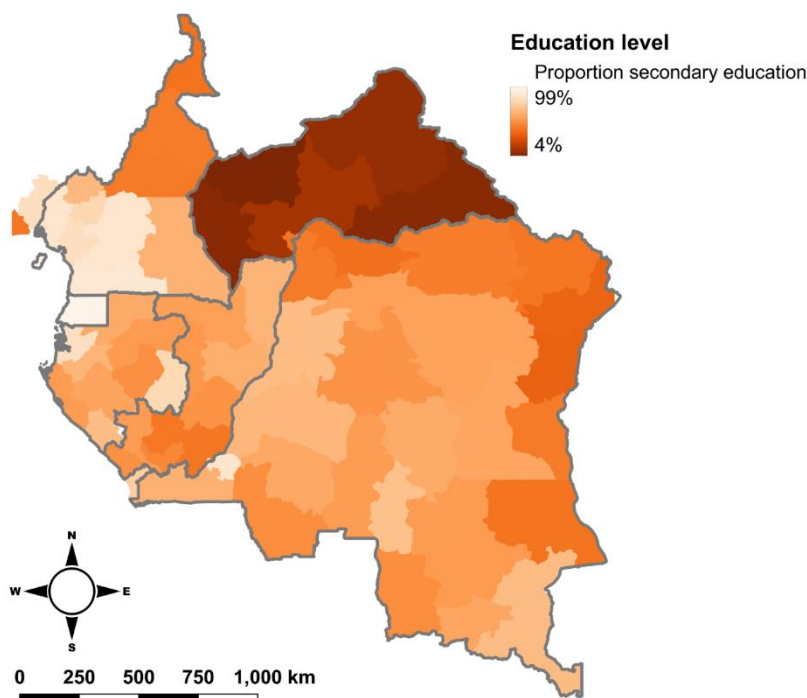 Education level
Proportion secondary education
99%
4%
N
W E
S
0 250 500 750 1,000 km